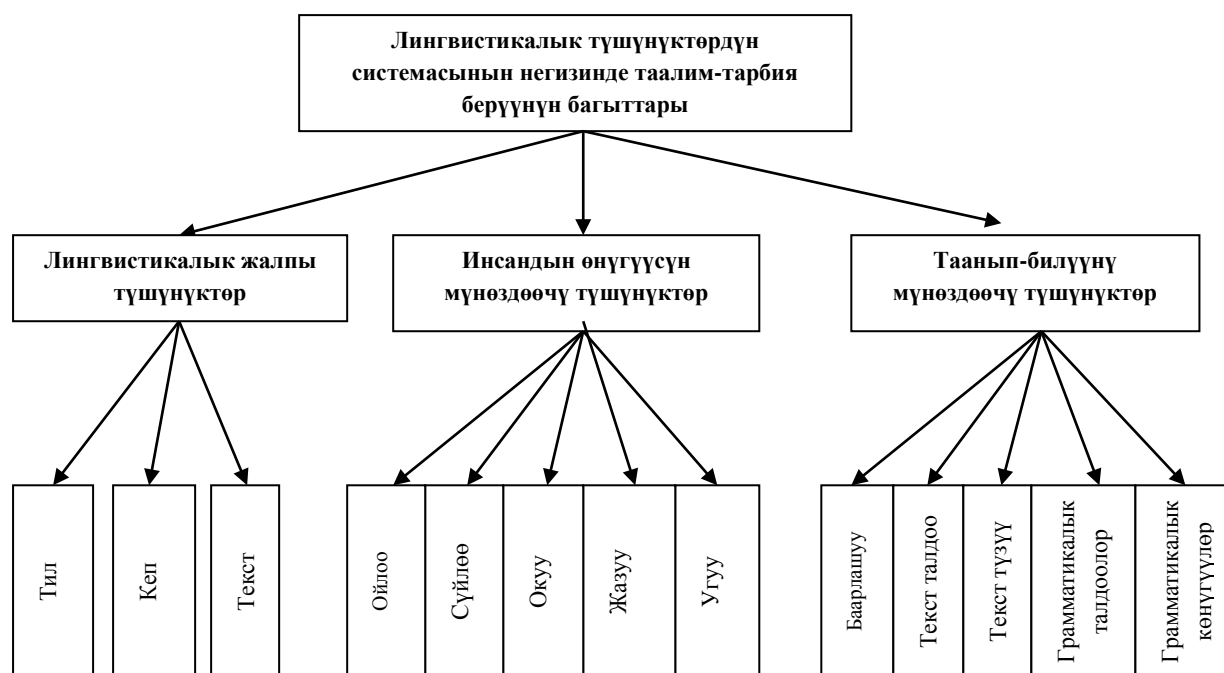 Лингвистикалык түшүнүктөрдүн
системасынын негизинде таалим-тарбия
берүүнүн багыттары
Лингвистикалык жалпы
түшүнүктөр
Инсандын өнүгүүсүн
мүнөздөөчү түшүнүктөр
Таанып-билүүнү
мүнөздөөчү түшүнүктөр
Тил
Кеп
Текст
Ойлоо
Сүйлөө
Окуу
Жазуу
Угуу
Баарлашуу
Текст талдоо
Текст түзүү
Грамматикалык
талдоолор
Грамматикалык
көнүгүүлөр